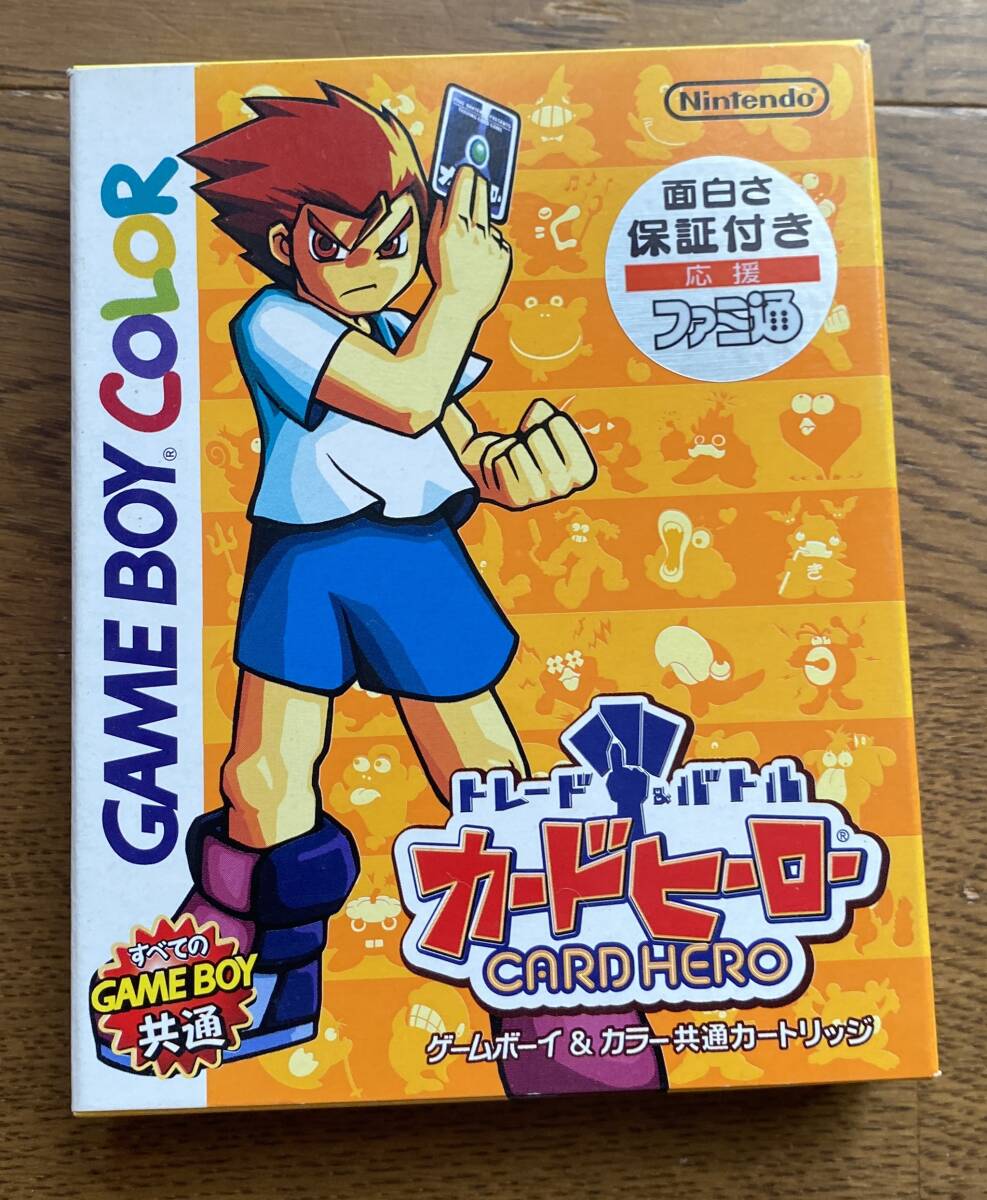 GAME BOY COLOR®
Nintendo®
面白さ
保証付き
応援
ファミ通
トレード&バトル
カードヒーロー®
CARD HERO
ゲームボーイ & カラー共通カートリッジ
すべての
GAME BOY
共通
き